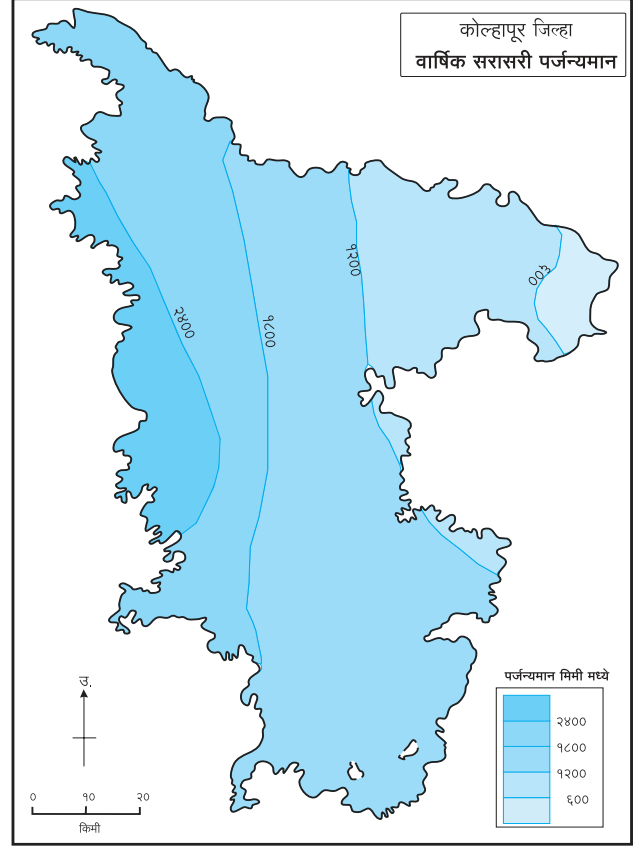 कोल्हापूर जिल्हा
वार्षिक सरासरी पर्जन्यमान
२४००
१८००
१२००
६००
उ.
० १० २०
किमी
पर्जन्यमान मिमी मध्ये
२४००
१८००
१२००
६००